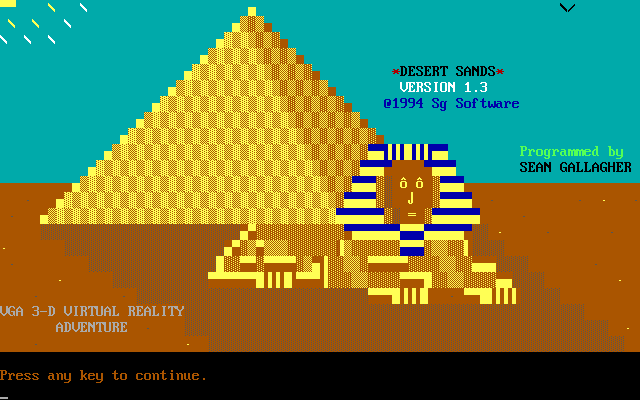 *DESERT SANDS*
VERSION 1.3
@1994 Sg Software
Programmed by
SEAN GALLAGHER
VGA 3-D VIRTUAL REALITY
ADVENTURE
Press any key to continue.